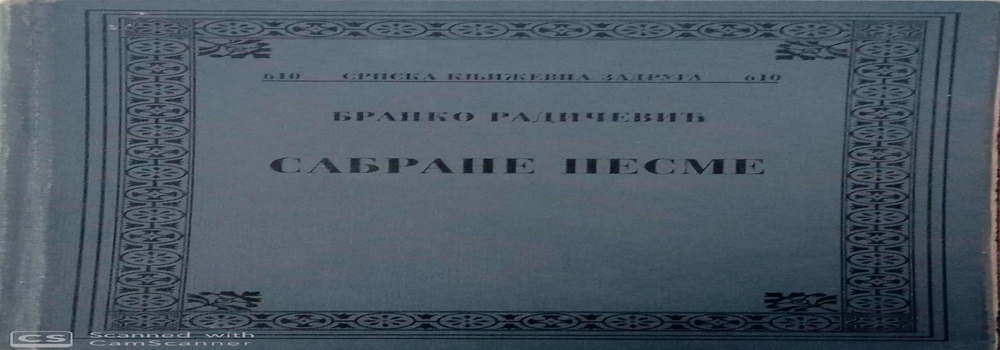 610 СРПСКА КЊИЖЕВНА ЗАДРУГА 610
БРАНКО РАДИЧЕВИЋ
САБРАНЕ ПЕСМЕ
CS Scanned with
CamScanner